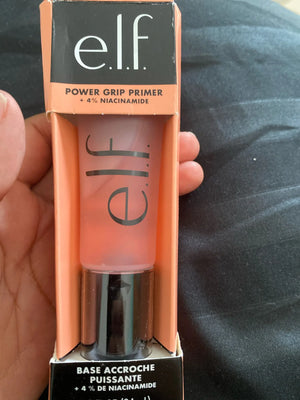 e.l.f.
POWER GRIP PRIMER
+ 4% NIACINAMIDE
e.l.f.
BASE ACCROCHE
PUISSANTE
+ 4 % DE NIACINAMIDE